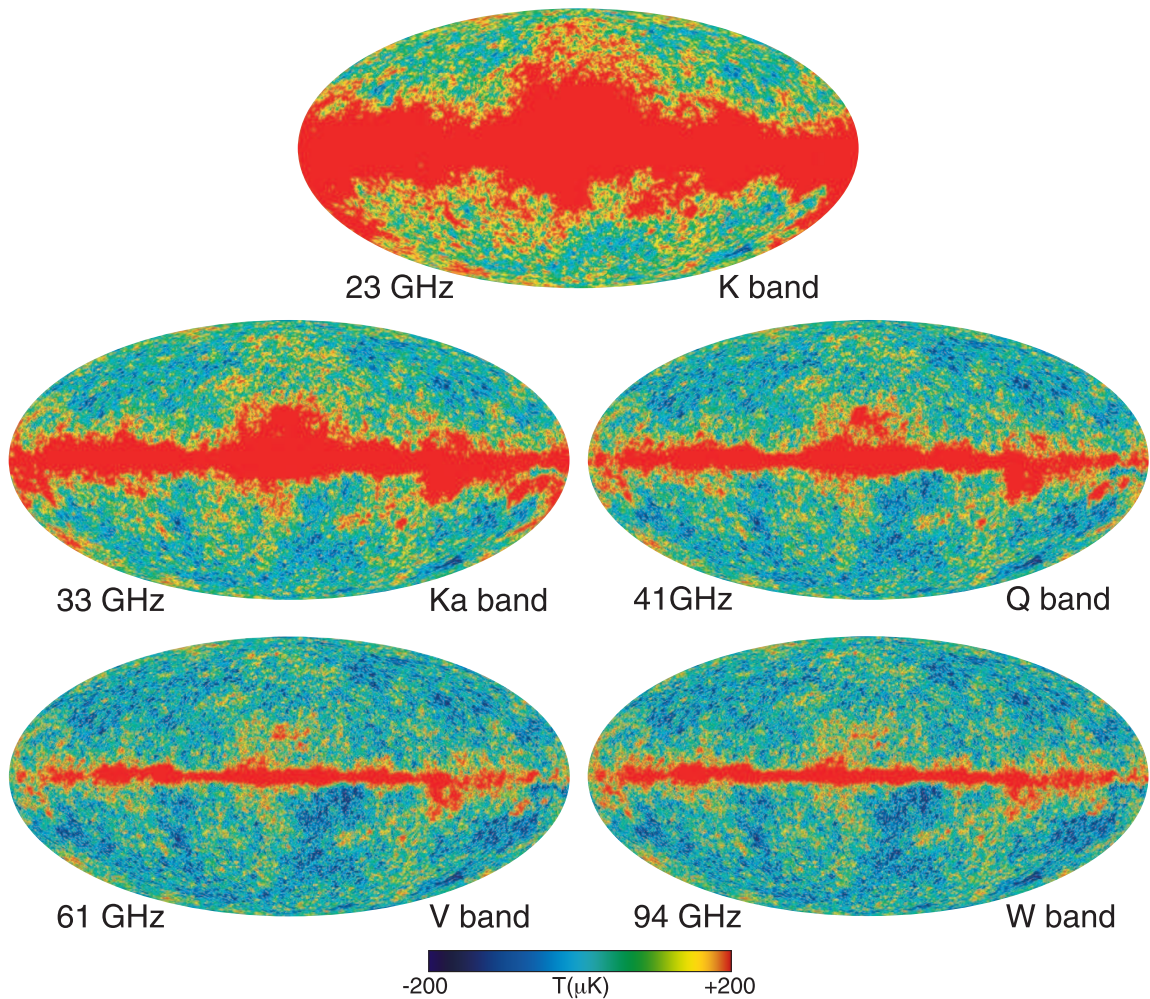 23 GHz K band
33 GHz Ka band
41GHz Q band
61 GHz V band
94 GHz W band
-200 T(μK) +200